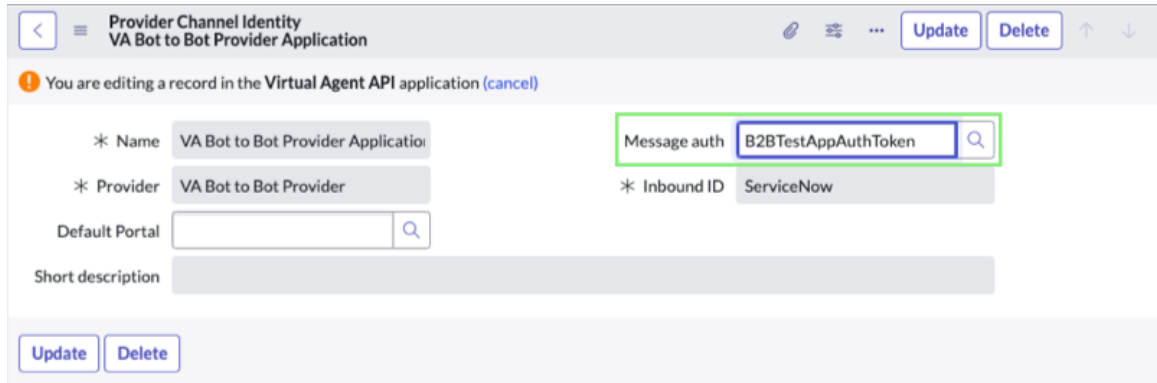 Provider Channel Identity
VA Bot to Bot Provider Application
Update Delete
You are editing a record in the Virtual Agent API application (cancel)
Name VA Bot to Bot Provider Applicatio
Message auth B2BTestAppAuthToken
Provider VA Bot to Bot Provider
Inbound ID ServiceNow
Default Portal
Short description
Update Delete